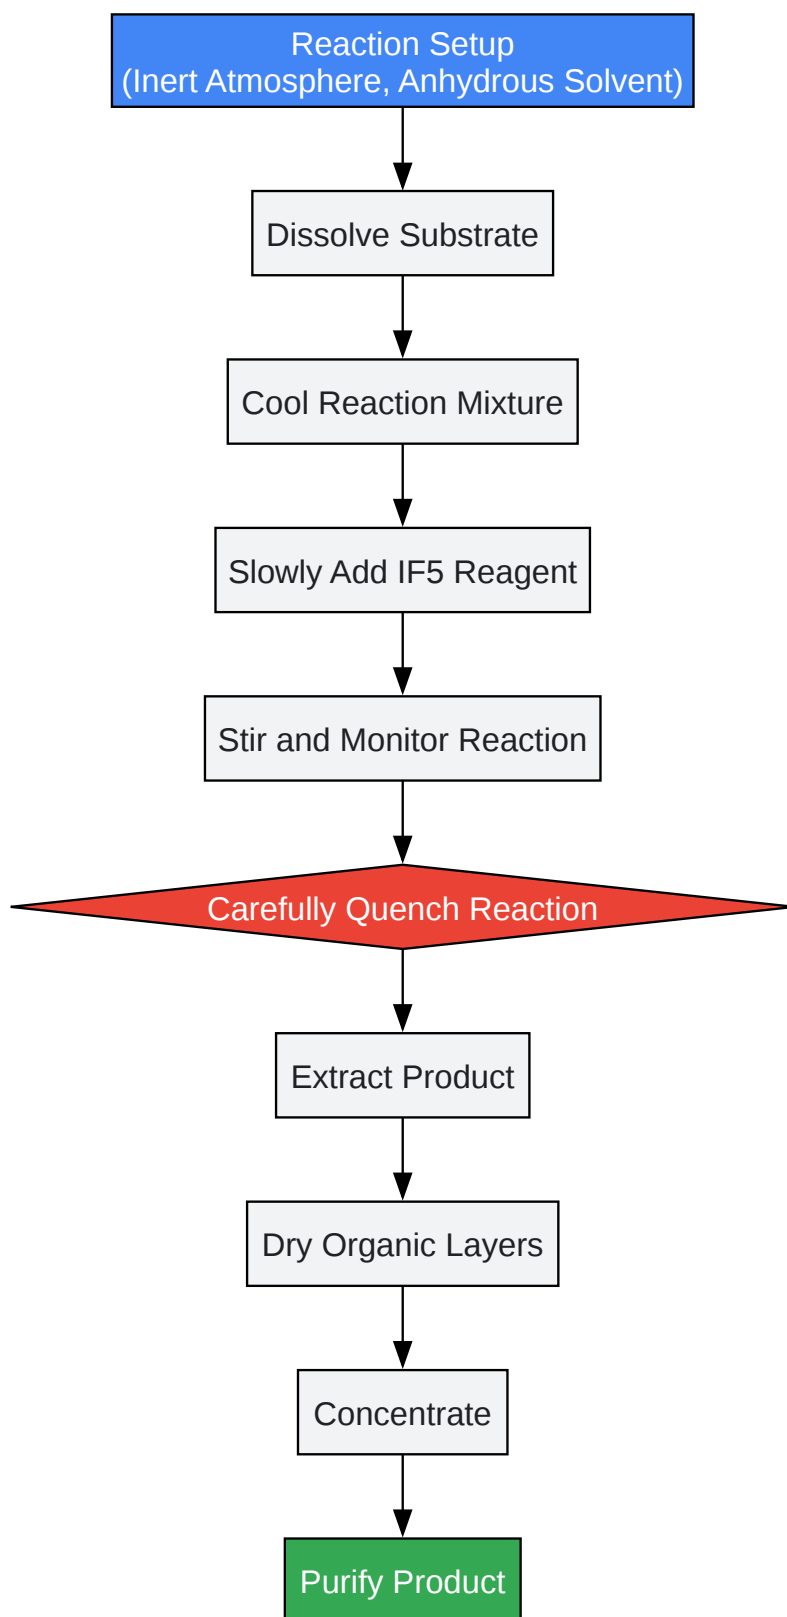 Reaction Setup
(Inert Atmosphere, Anhydrous Solvent)
Dissolve Substrate
Cool Reaction Mixture
Slowly Add IF5 Reagent
Stir and Monitor Reaction
Carefully Quench Reaction
Extract Product
Dry Organic Layers
Concentrate
Purify Product